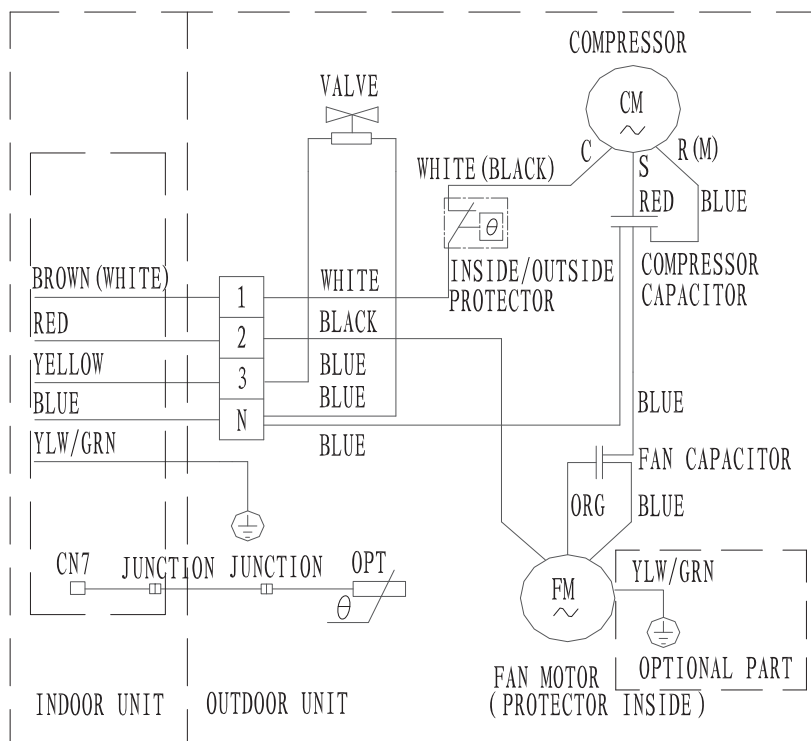 COMPRESSOR
VALVE
CM
C
S
R(M)
WHITE(BLACK)
RED
BLUE
θ
INSIDE/OUTSIDE
PROTECTOR
COMPRESSOR
CAPACITOR
BROWN(WHITE)
1
WHITE
RED
2
BLACK
YELLOW
3
BLUE
BLUE
N
BLUE
BLUE
BLUE
YLW/GRN
FAN CAPACITOR
ORG
BLUE
CN7
JUNCTION
JUNCTION
OPT
θ
FM
YLW/GRN
OPTIONAL PART
FAN MOTOR
(PROTECTOR INSIDE)
INDOOR UNIT
OUTDOOR UNIT